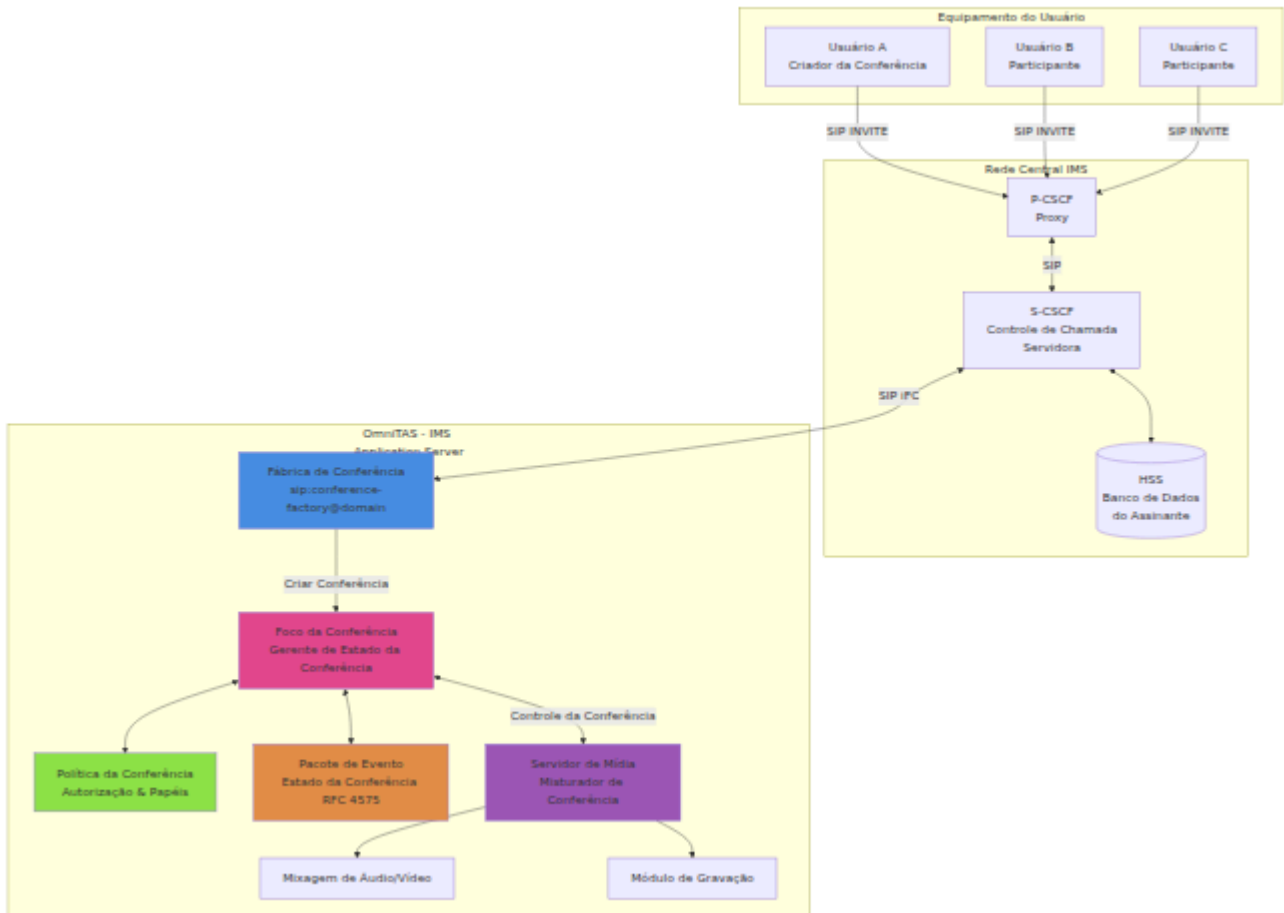 Equipamento do Usuário
Usuário A
Criador da Conferência
Usuário B
Participante
Usuário C
Participante
SIP INVITE
SIP INVITE
SIP INVITE
Rede Central IMS
P-CSCF
Proxy
SIP
S-CSCF
Controle de Chamada
Servidora
SIP iFC
HSS
Banco de Dados
do Assinante
OmniTAS - IMS
Application Server
Fábrica de Conferência
sip:conference-
factory@domain
Criar Conferência
Foco da Conferência
Gerente de Estado da
Conferência
Controle da Conferência
Política da Conferência
Autorização & Papéis
Pacote de Evento
Estado da Conferência
RFC 4575
Servidor de Mídia
Misturador de
Conferência
Mixagem de Áudio/Vídeo
Módulo de Gravação